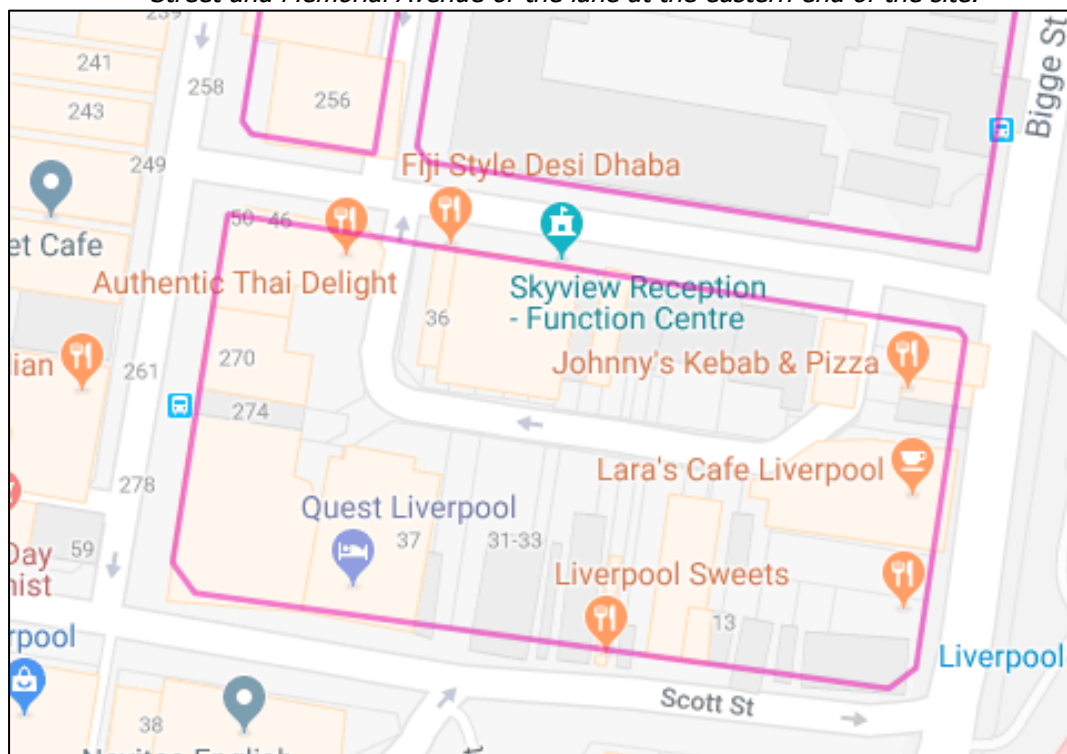 Street and Memorial Avenue or the lane at the eastern end of the site.
239
241
258
243
256
249
Bigge St
Fiji Style Desi Dhaba
50
46
et Cafe
Authentic Thai Delight
Skyview Reception
- Function Centre
36
270
Johnny's Kebab & Pizza
ian
261
274
Lara's Cafe Liverpool
278
Quest Liverpool
37
31-33
Day
nist
59
Liverpool Sweets
13
rpool
Liverpool
Scott St
38